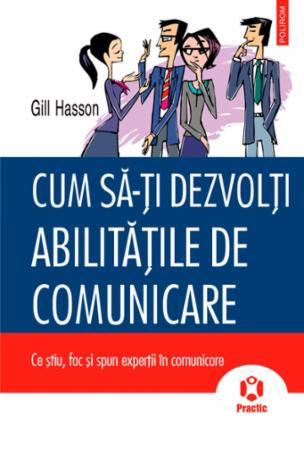 POLIROM
Gill Hasson
CUM SĂ-ȚI DEZVOLȚI
ABILITĂȚILE DE
COMUNICARE
Ce știu, fac și spun experții în comunicare
Practic